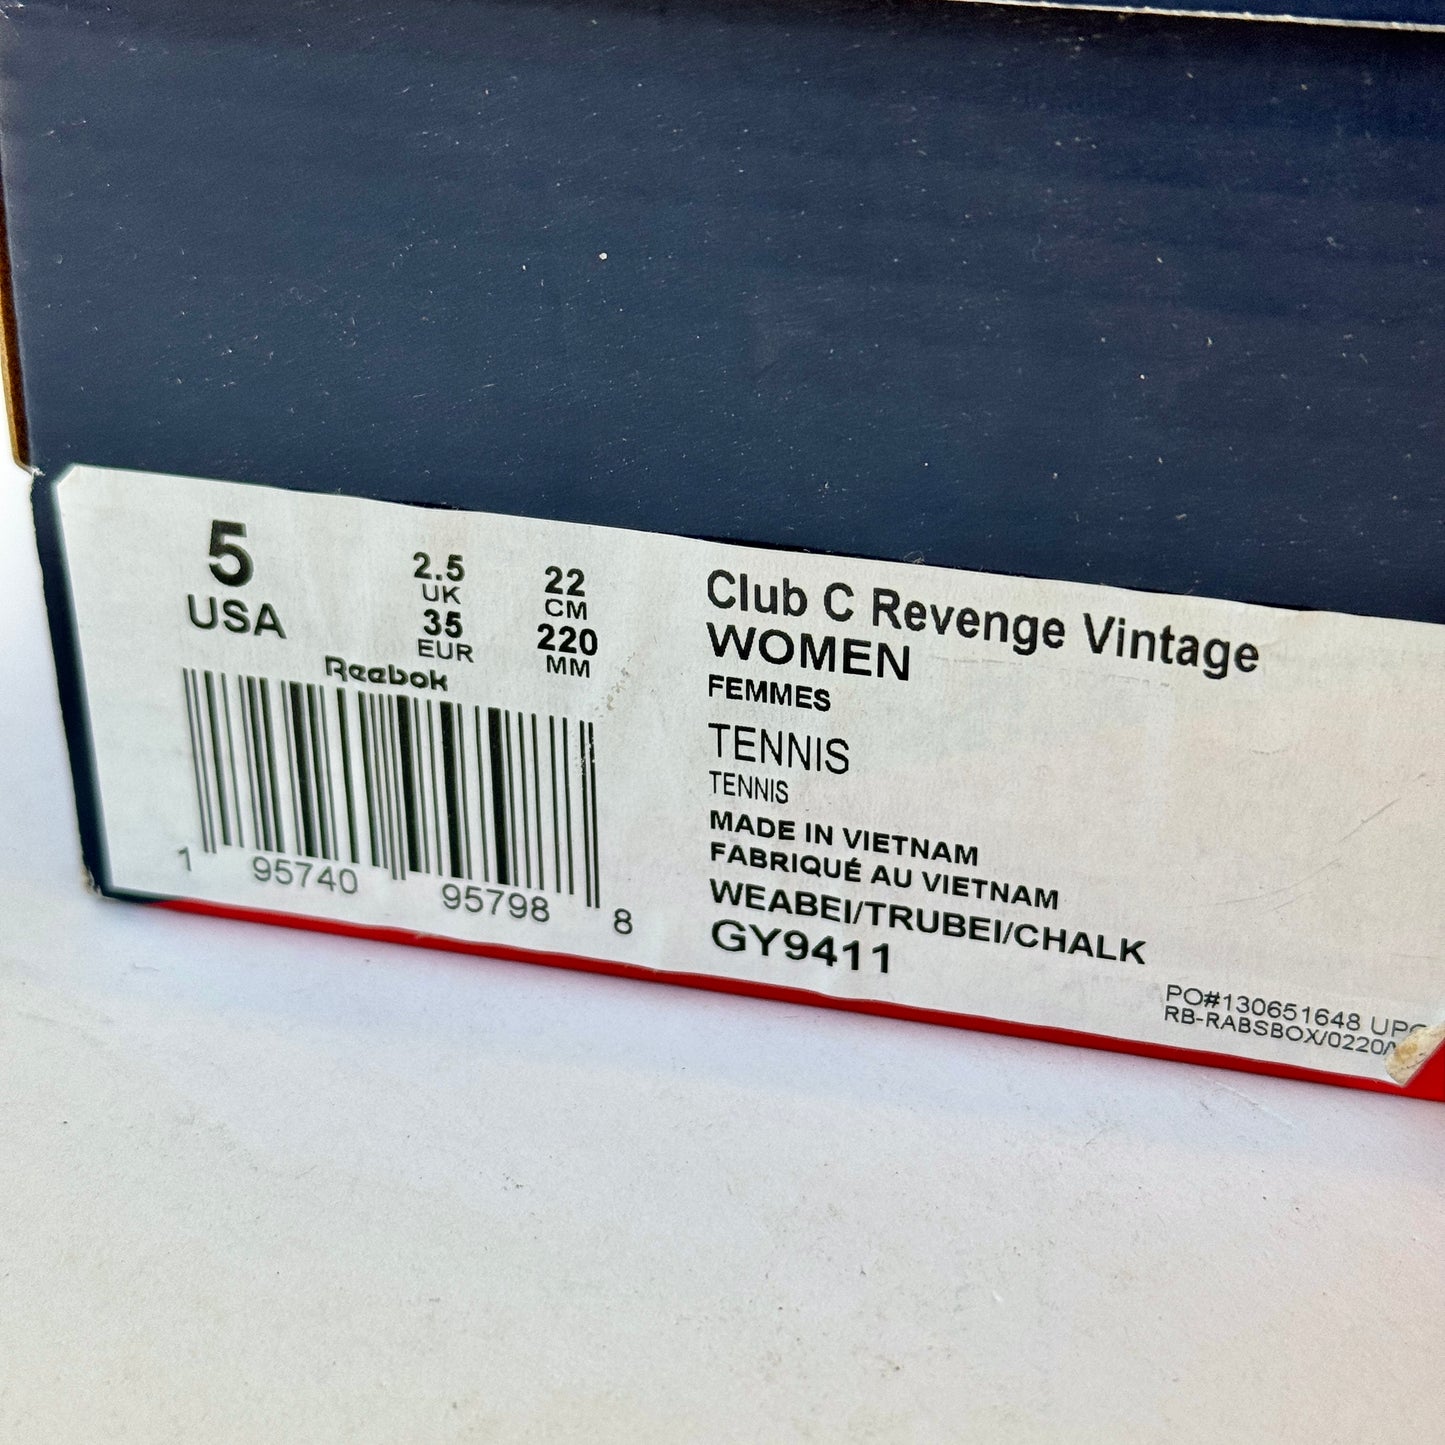 5
USA
2.5
UK
35
EUR
22
CM
220
MM
Reebok
1 95740 95798 8
Club C Revenge Vintage
WOMEN
FEMMES
TENNIS
TENNIS
MADE IN VIETNAM
FABRIQUÉ AU VIETNAM
WEABEI/TRUBEI/CHALK
GY9411
PO#130651648
RB-RABSBOX/0220/